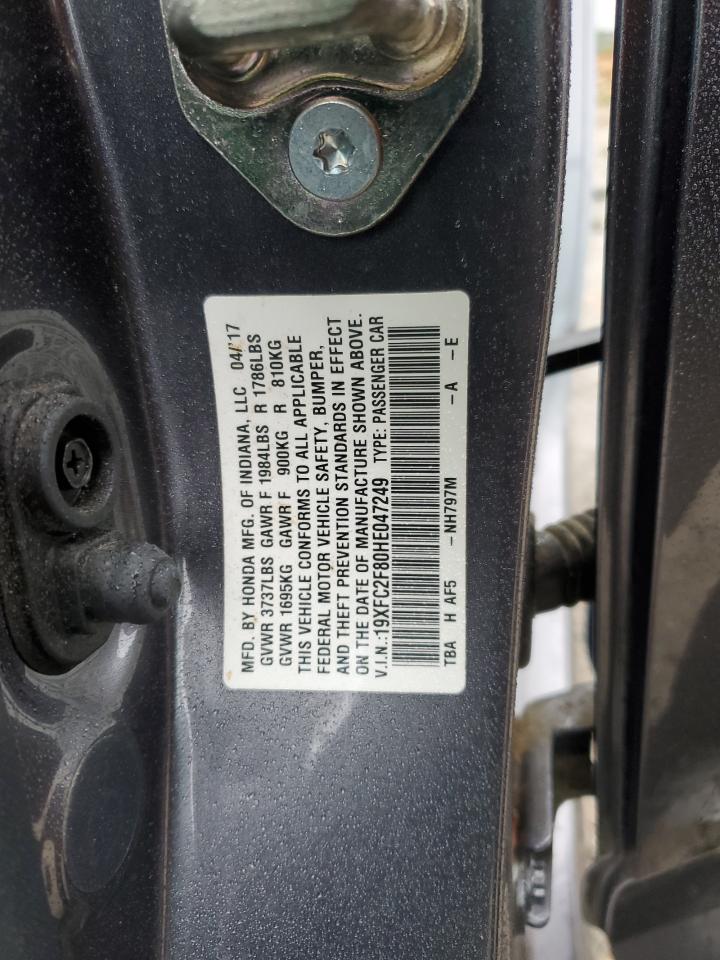 MFD. BY HONDA MFG. OF INDIANA, LLC 04/17
GVWR 3737LBS GAWR F 1984LBS R 1786LBS
GVWR 1695KG GAWR F 900KG R 810KG
THIS VEHICLE CONFORMS TO ALL APPLICABLE
FEDERAL MOTOR VEHICLE SAFETY, BUMPER,
AND THEFT PREVENTION STANDARDS IN EFFECT
ON THE DATE OF MANUFACTURE SHOWN ABOVE.
V.I.N.:19XFC2F80HE047249 TYPE: PASSENGER CAR
TBA H AF5 -NH797M -A -E